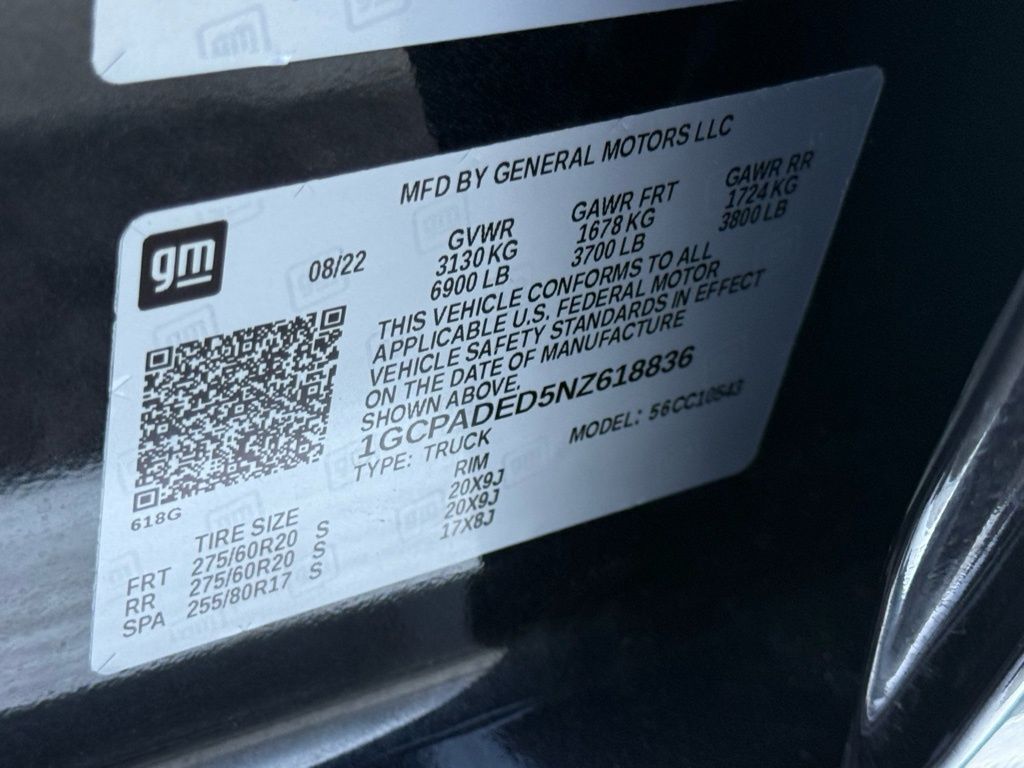 gm
MFD BY GENERAL MOTORS LLC
08/22
GVWR GAWR FRT GAWR RR
3130 KG 1678 KG 1724 KG
6900 LB 3700 LB 3800 LB
THIS VEHICLE CONFORMS TO ALL
APPLICABLE U.S. FEDERAL MOTOR
VEHICLE SAFETY STANDARDS IN EFFECT
ON THE DATE OF MANUFACTURE
SHOWN ABOVE.
1GCPADED5NZ618836
TYPE: TRUCK MODEL: 56CC10543
618G
TIRE SIZE RIM
FRT 275/60R20 S 20X9J
RR 275/60R20 S 20X9J
SPA 255/80R17 S 17X8J